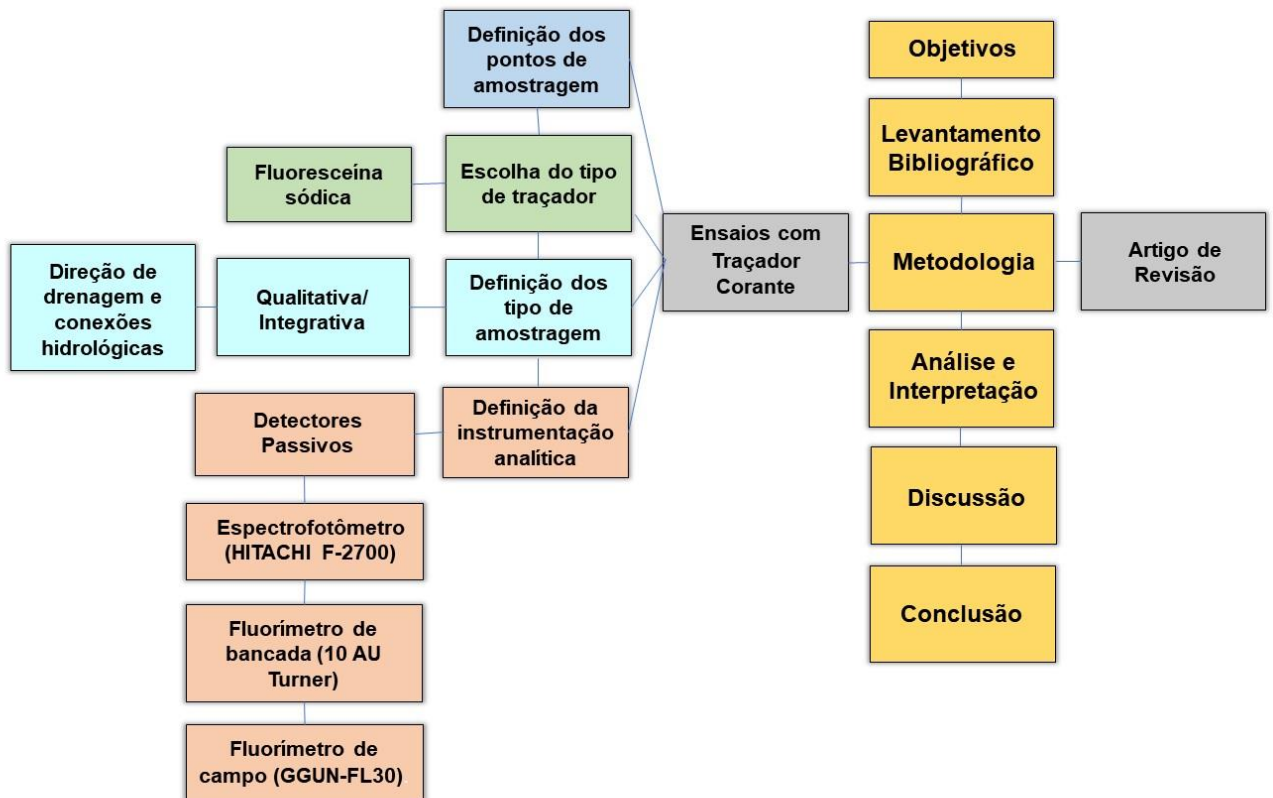 Definição dos
pontos de
amostragem
Fluoresceína
sódica
Escolha do tipo
de traçador
Direção de
drenagem e
conexões
hidrológicas
Qualitativa/
Integrativa
Definição dos
tipo de
amostragem
Detectores
Passivos
Definição da
instrumentação
analítica
Espectrofotômetro
(HITACHI F-2700)
Fluorímetro de
bancada (10 AU
Turner)
Fluorímetro de
campo (GGUN-FL30)
Ensaios com
Traçador
Corante
Objetivos
Levantamento
Bibliográfico
Metodologia
Artigo de
Revisão
Análise e
Interpretação
Discussão
Conclusão